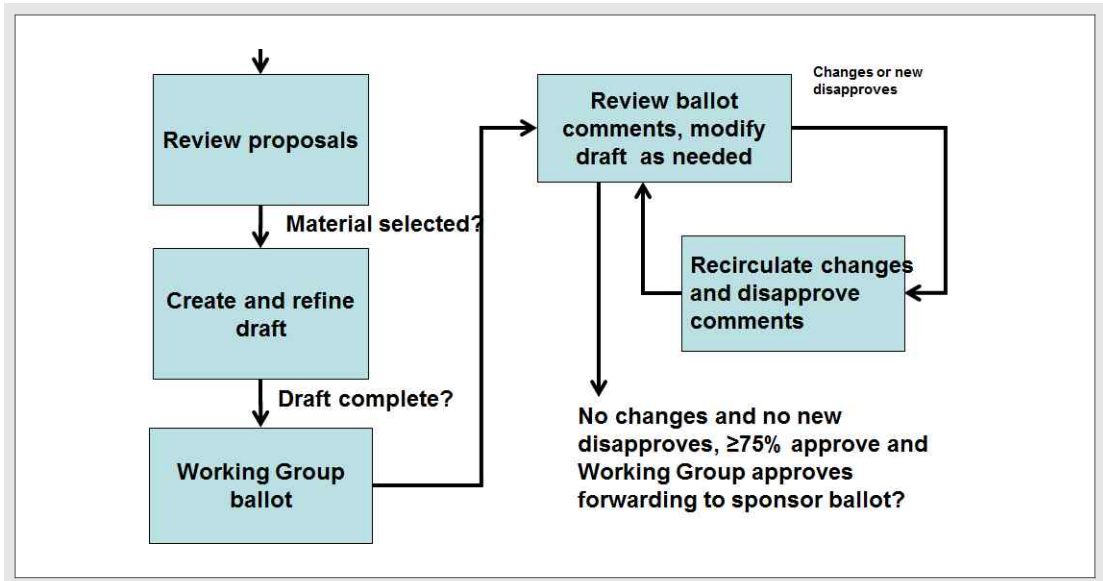 Review proposals
Material selected?
Create and refine
draft
Draft complete?
Working Group
ballot
Review ballot
comments, modify
draft as needed
Changes or new
disapproves
Recirculate changes
and disapprove
comments
No changes and no new
disapproves, ≥75% approve and
Working Group approves
forwarding to sponsor ballot?